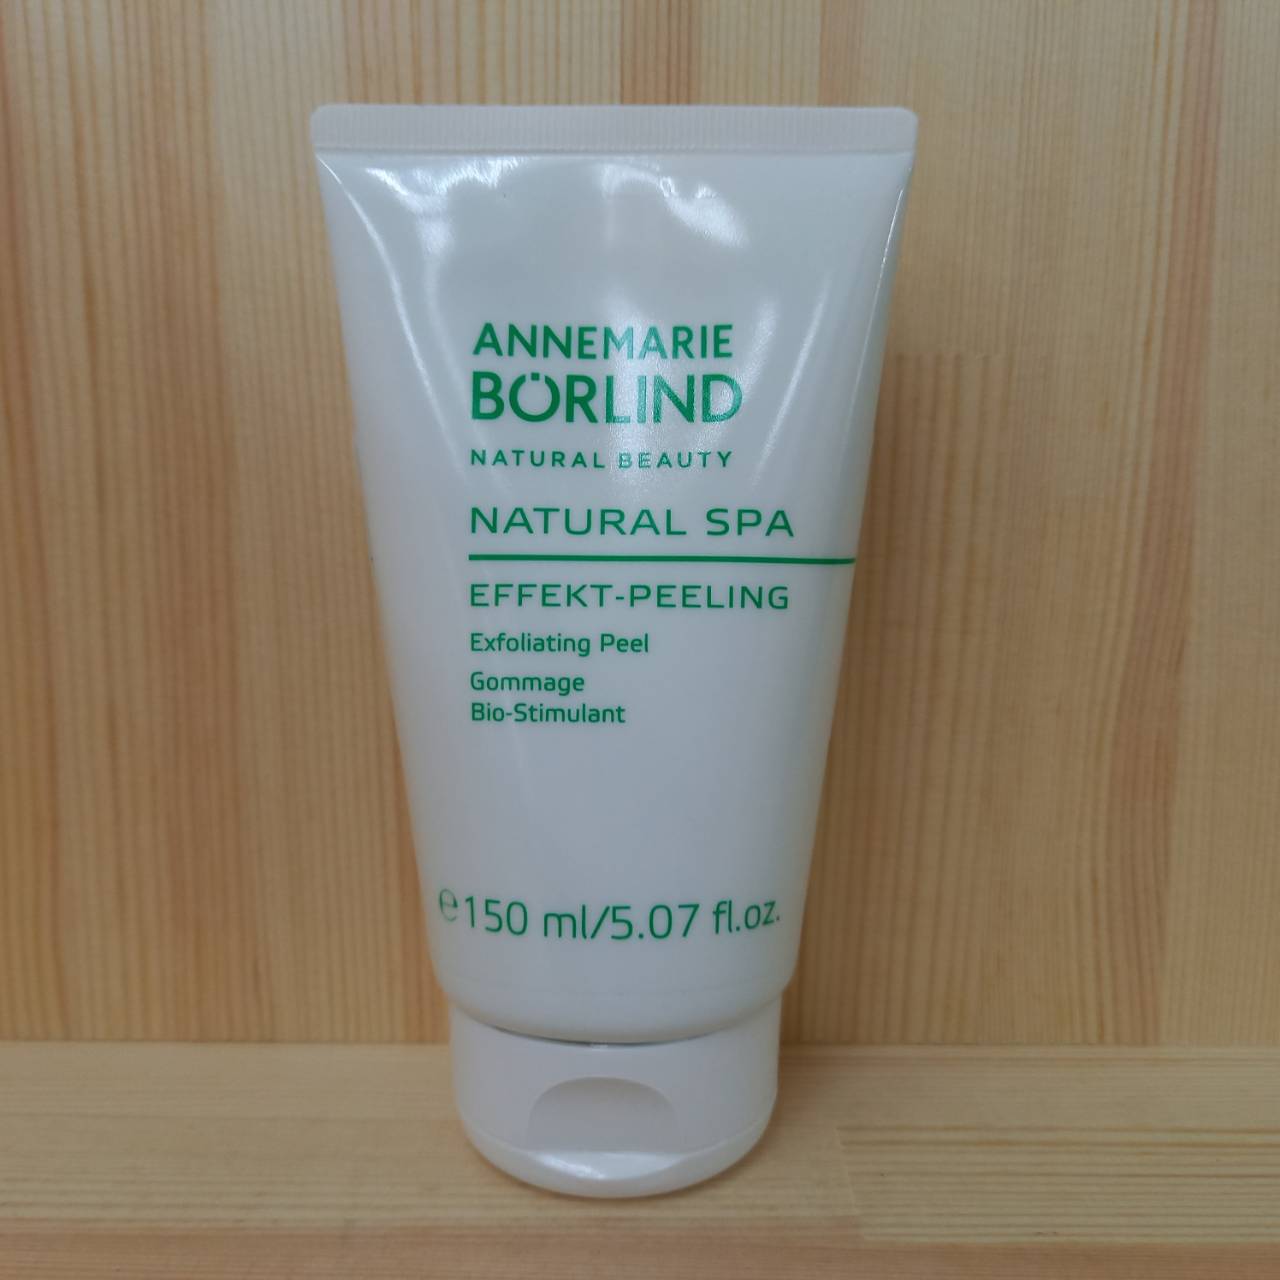 ANNEMARIE
BÖRLIND
NATURAL BEAUTY
NATURAL SPA
EFFEKT-PEELING
Exfoliating Peel
Gommage
Bio-Stimulant
℮150 ml/5.07 fl.oz.